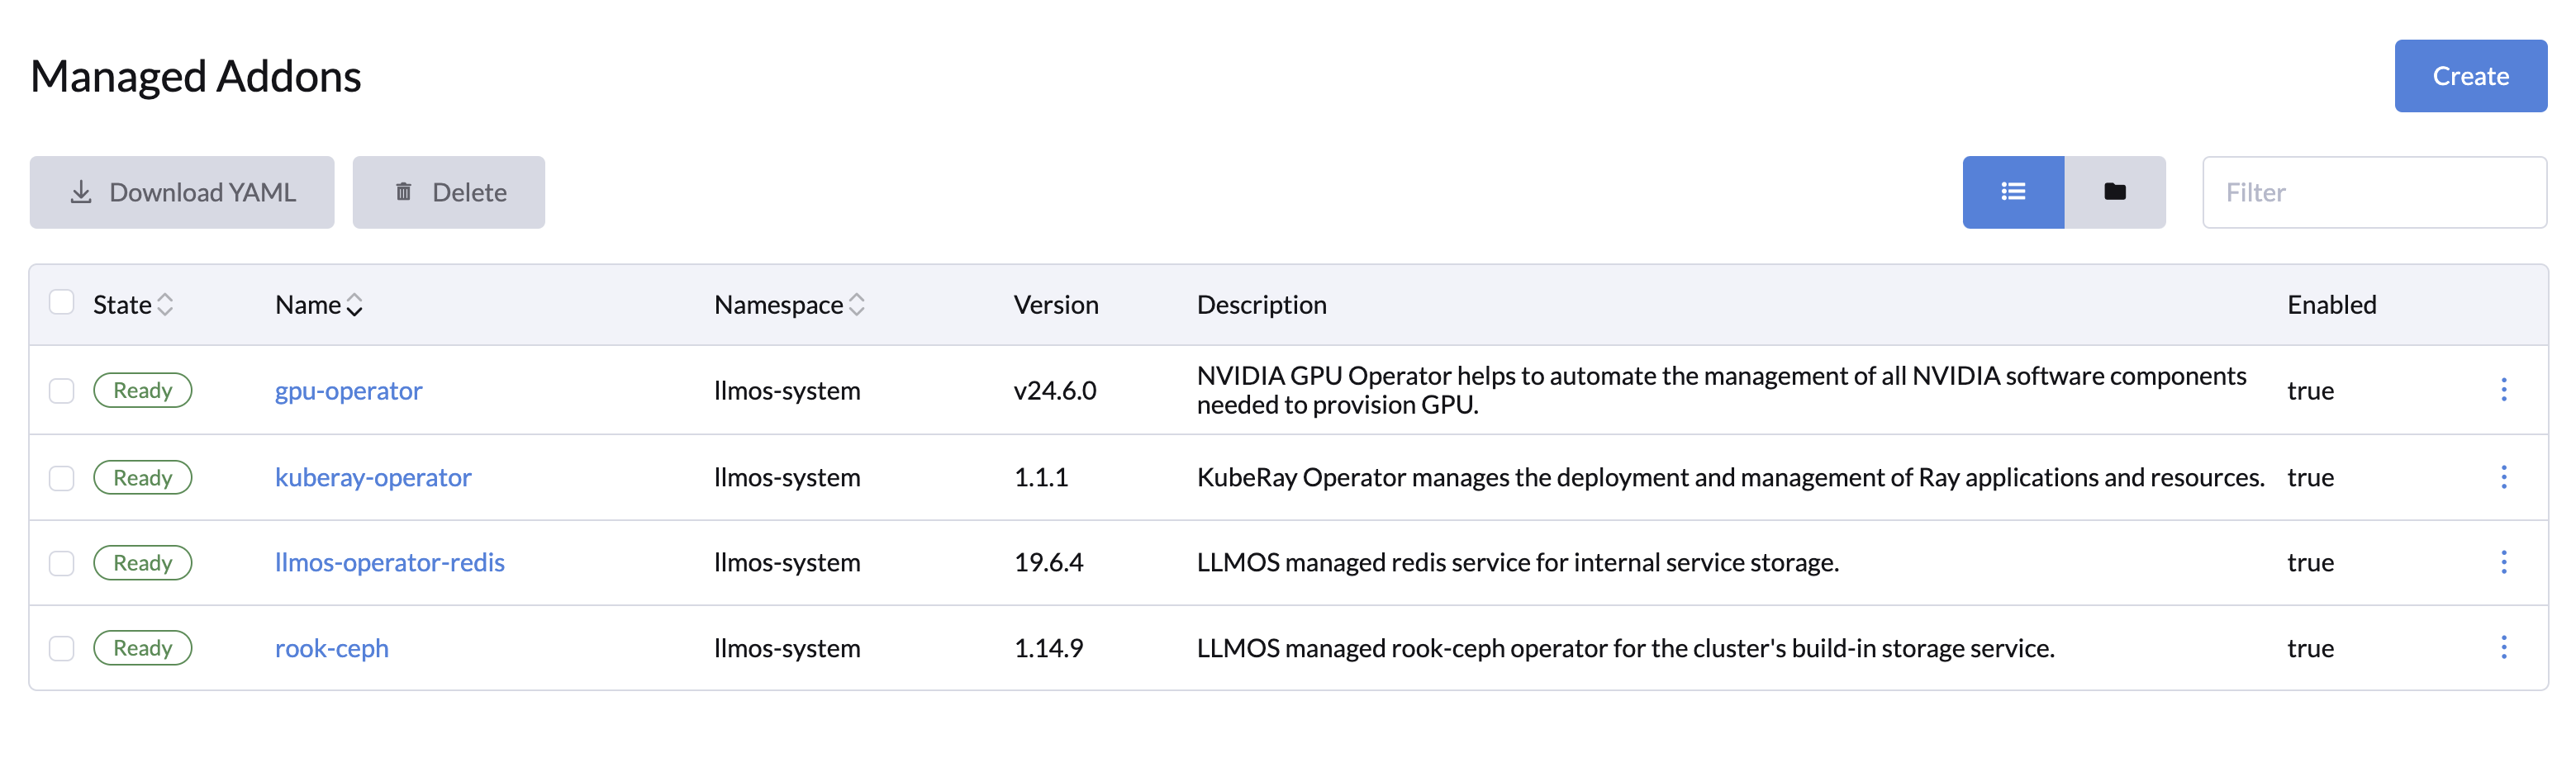 Managed Addons
Create
Download YAML Delete
Filter
State Name Namespace Version Description Enabled
Ready gpu-operator llmos-system v24.6.0 NVIDIA GPU Operator helps to automate the management of all NVIDIA software components true
needed to provision GPU.
Ready kuberay-operator llmos-system 1.1.1 KubeRay Operator manages the deployment and management of Ray applications and resources. true
Ready llmos-operator-redis llmos-system 19.6.4 LLMOS managed redis service for internal service storage. true
Ready rook-ceph llmos-system 1.14.9 LLMOS managed rook-ceph operator for the cluster's build-in storage service. true